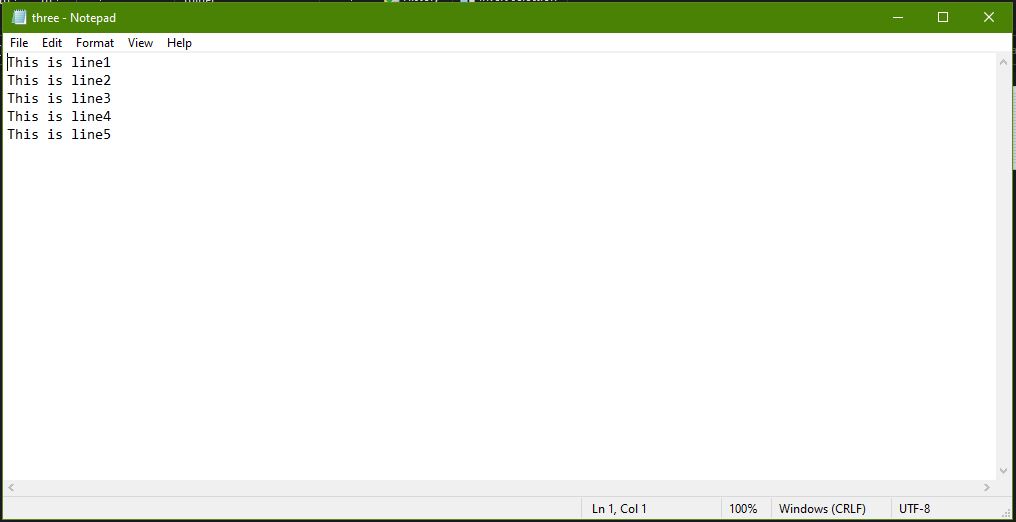 three - Notepad
File Edit Format View Help
This is line1
This is line2
This is line3
This is line4
This is line5
Ln 1, Col 1 100% Windows (CRLF) UTF-8